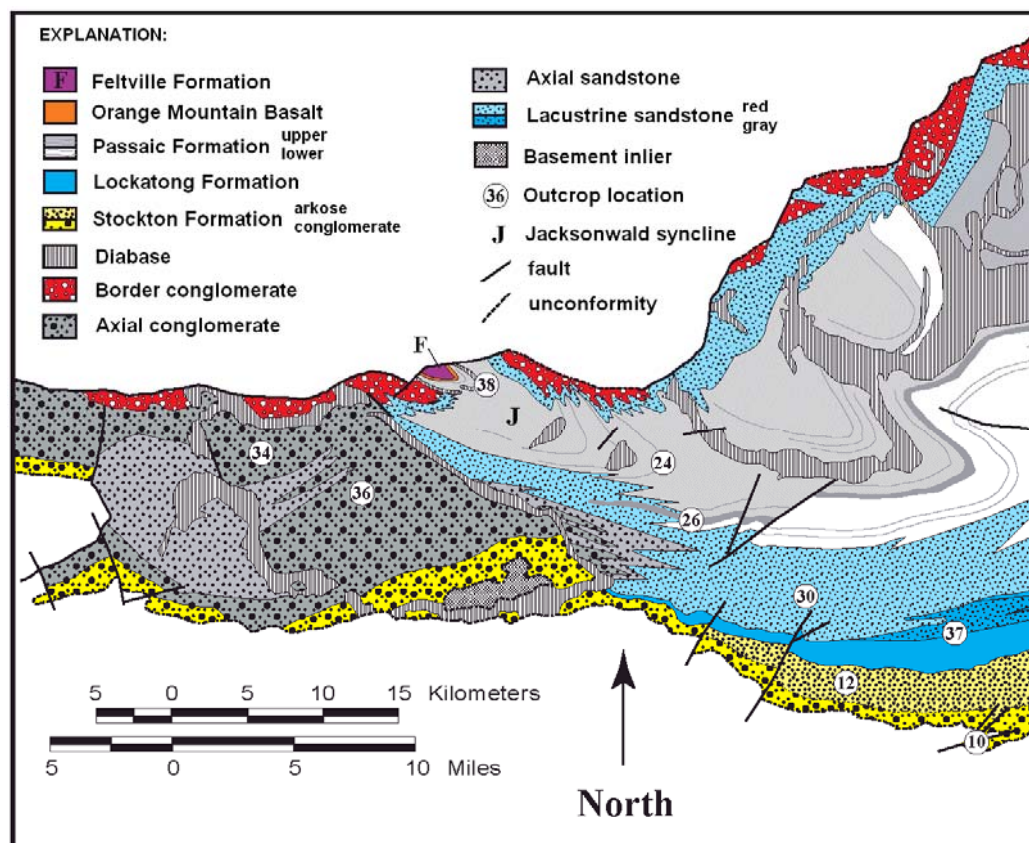 EXPLANATION:
F Feltville Formation
Orange Mountain Basalt
Passaic Formation upper
lower
Lockatong Formation
Stockton Formation arkose
conglomerate
Diabase
Border conglomerate
Axial conglomerate
Axial sandstone
Lacustrine sandstone red
gray
Basement inlier
36 Outcrop location
J Jacksonwald syncline
fault
unconformity
F
38
J
34
24
36
26
30
37
12
10
5 0 5 10 15 Kilometers
5 0 5 10 Miles
North